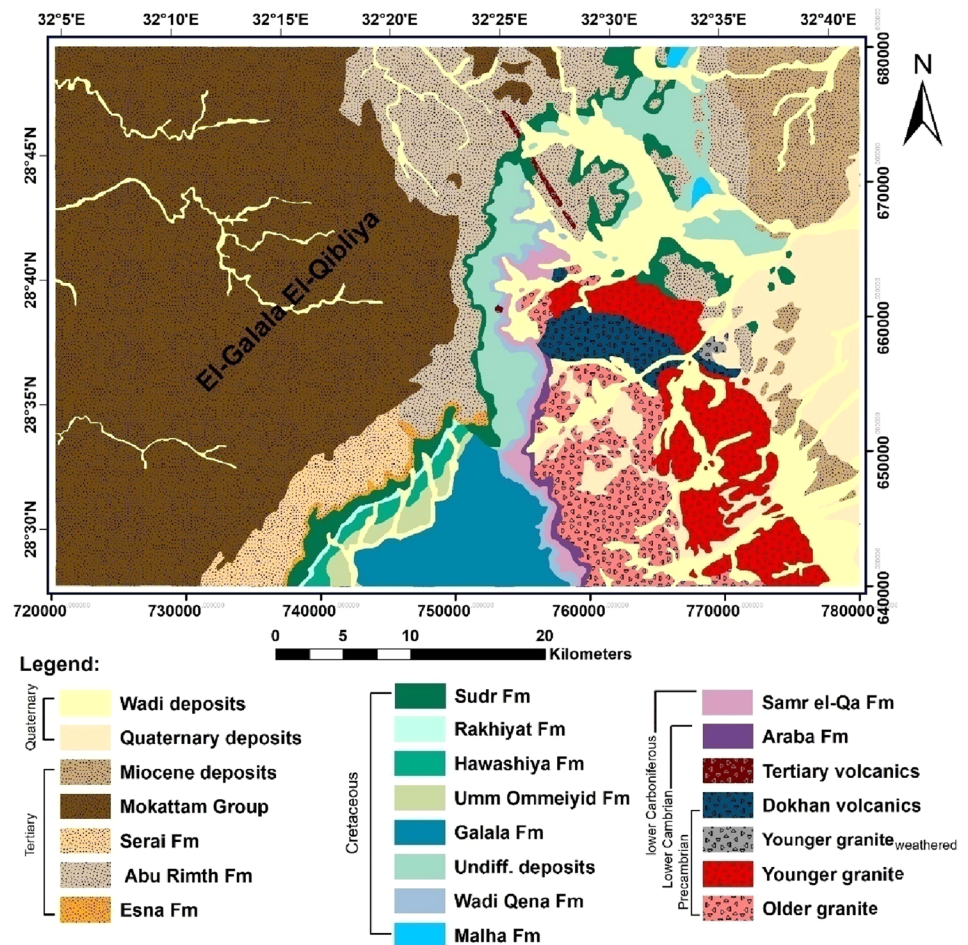 32°5'E 32°10'E 32°15'E 32°20'E 32°25'E 32°30'E 32°35'E 32°40'E
N
680000
28°45'N
670000
28°40'N
660000
El-Galala El-Qibliya
28°35'N
650000
28°30'N
640000
720000 730000 740000 750000 760000 770000 780000
0 5 10 20
Kilometers
Legend:
Quaternary
Wadi deposits
Quaternary deposits
Tertiary
Miocene deposits
Mokattam Group
Serai Fm
Abu Rimth Fm
Esna Fm
Cretaceous
Sudr Fm
Rakhiyat Fm
Hawashiya Fm
Umm Ommeiyid Fm
Galala Fm
Undiff. deposits
Wadi Qena Fm
Malha Fm
lower Carboniferous
Lower Cambrian
Precambrian
Samr el-Qa Fm
Araba Fm
Tertiary volcanics
Dokhan volcanics
Younger granite weathered
Younger granite
Older granite